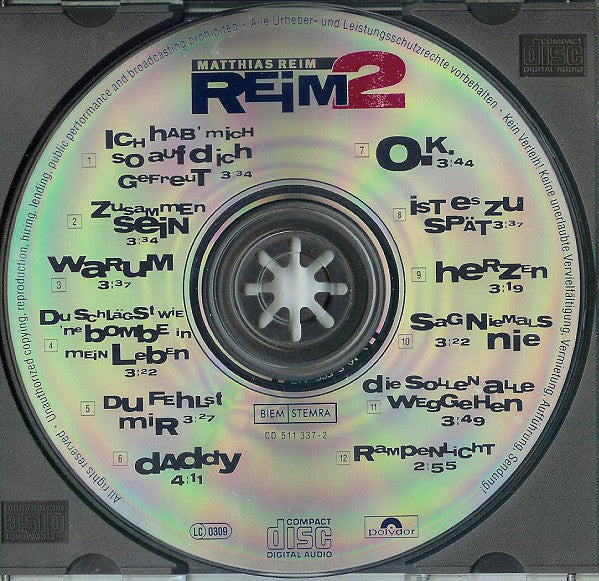 All rights reserved · Unauthorized copying, reproduction, hiring, lending, public performance and broadcasting prohibited · Alle Urheber- und Leistungsschutzrechte vorbehalten · Kein Verleih! Keine unerlaubte Vervielfältigung, Vermietung, Aufführung, Sendung!
COMPACT
disc
DIGITAL AUDIO
MATTHIAS REIM
REIM2
1 ICH HAB' MICH
SO AUF DICH
GEFREUT 3:34
2 ZUSAMMEN
SEIN
3:34
WARUM
3 3:37
DU SCHLÄGST WIE
'NE BOMBE IN
4 MEIN LEBEN
3:22
5 DU FEHLST
MIR 3:27
6 DADDY
4:11
7 O.K.
3:44
8 IST ES ZU
SPÄT 3:37
9 HERZEN
3:19
SAG NIEMALS
10 3:22 NIE
DIE SOLLEN ALLE
11 WEGGEHEN
3:49
12 RAMPENLICHT
2:55
BIEM STEMRA
CD 511 337-2
LC 0309
COMPACT
disc
DIGITAL AUDIO
polydor
COMPACT
disc